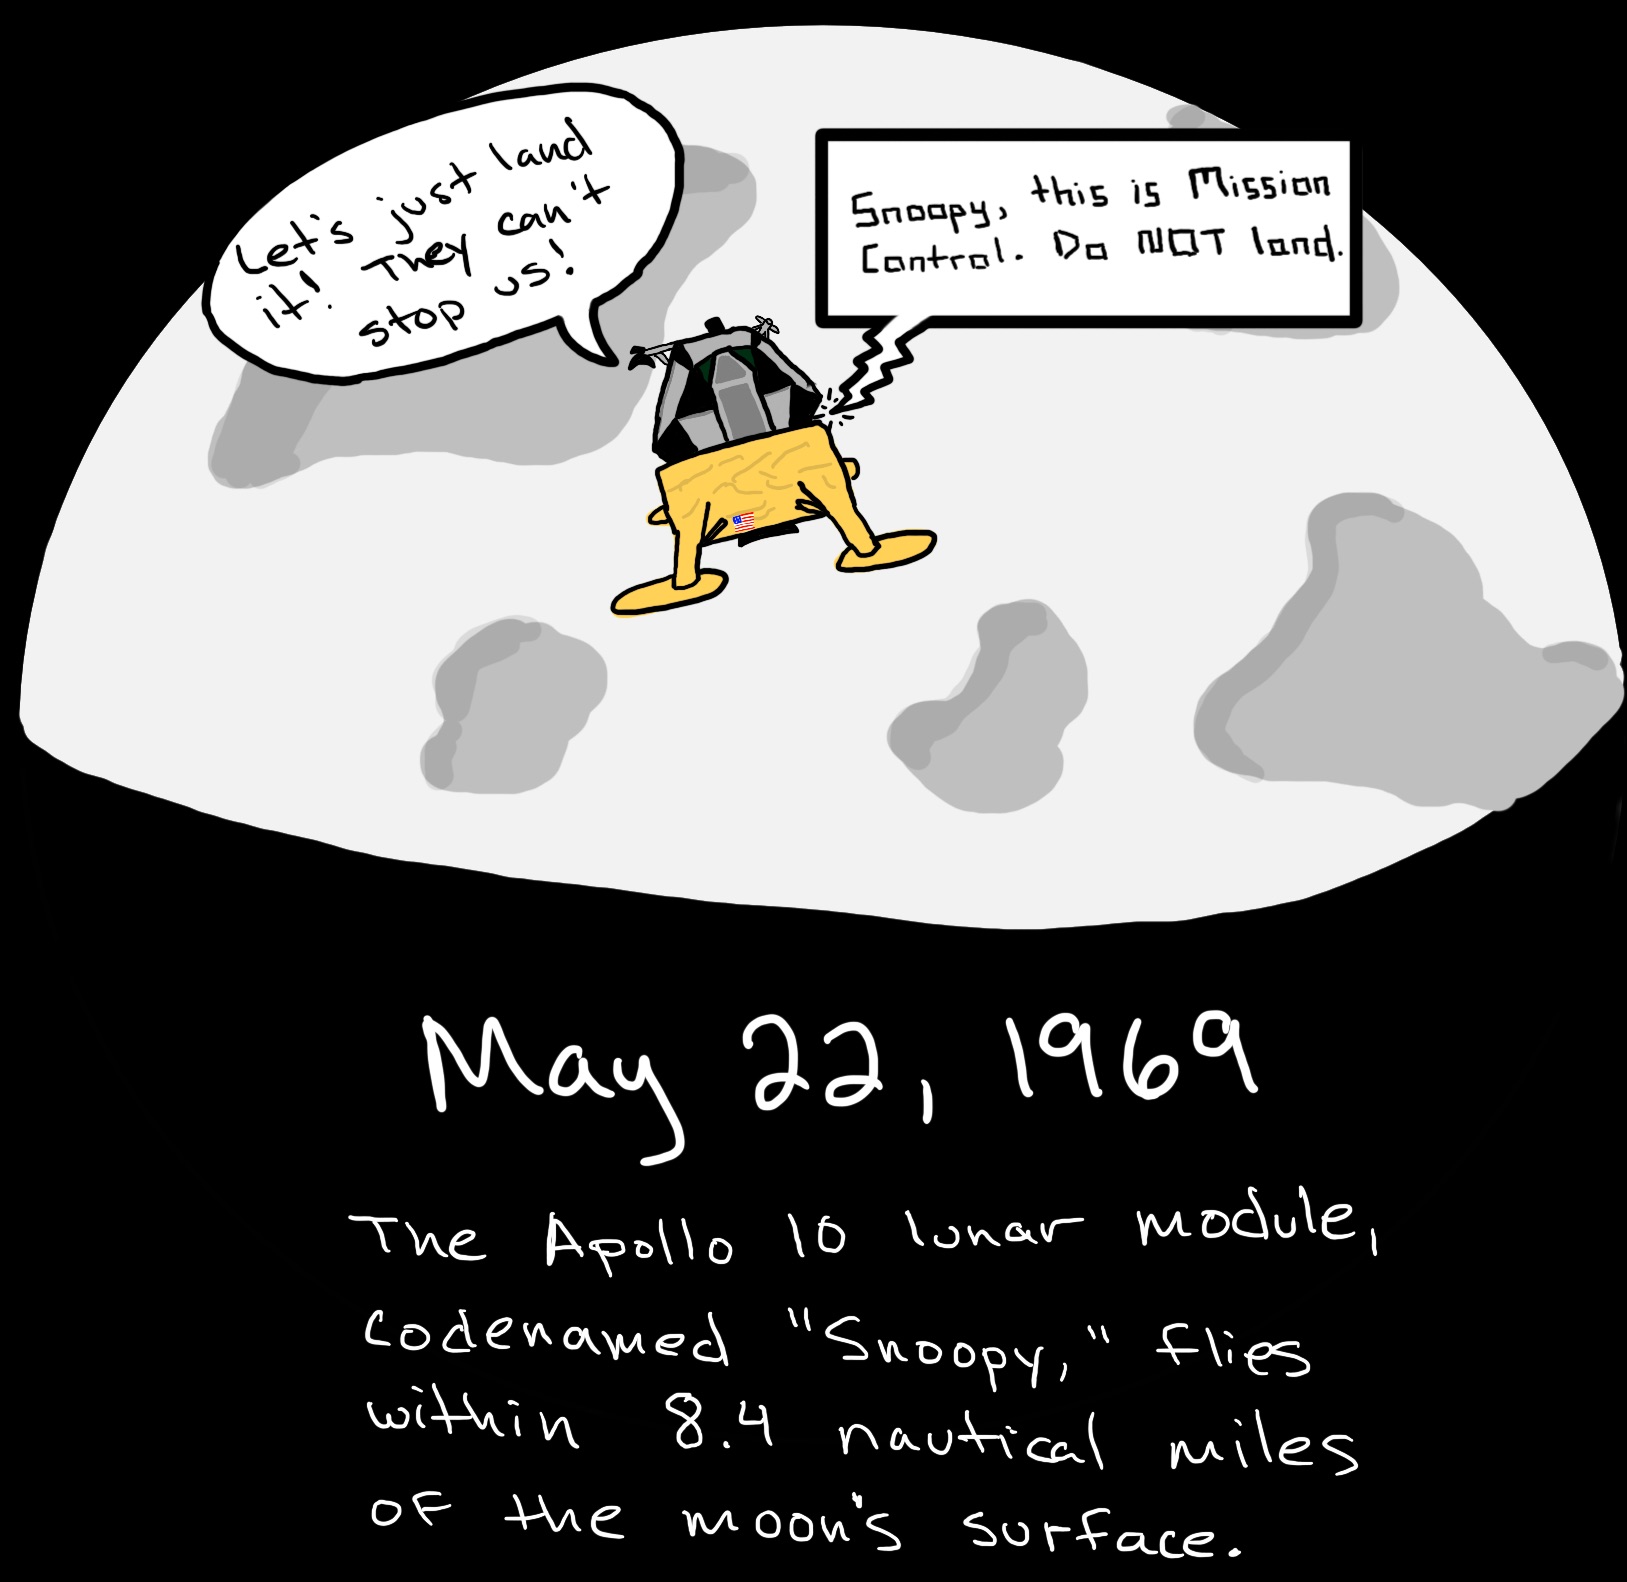 Let's just land
it! They can't
stop us!
Snoopy, this is Mission
Control. Do NOT land.
May 22, 1969
The Apollo 10 lunar module,
codenamed "Snoopy," flies
within 8.4 nautical miles
of the moon's surface.